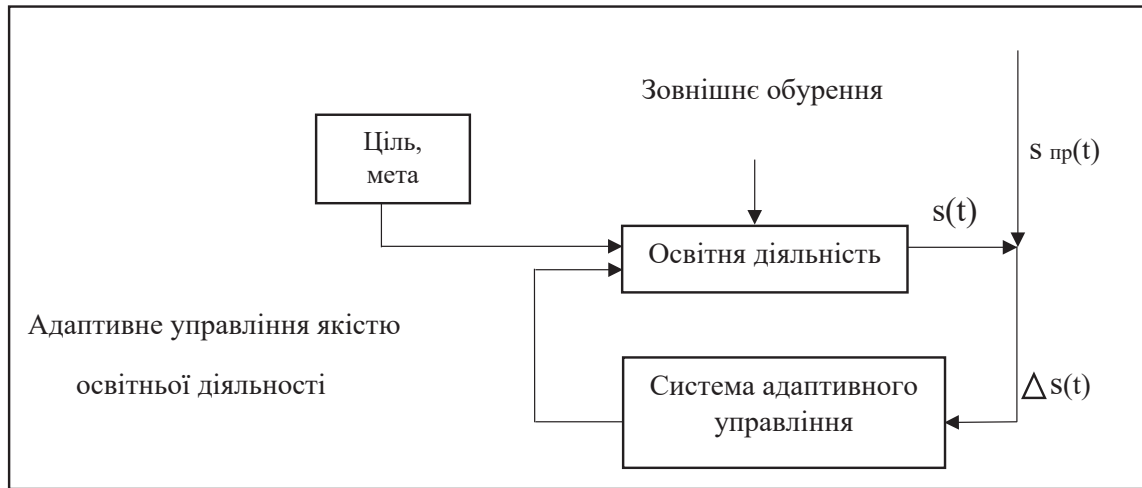 Зовнішнє обурення
Ціль,
мета
s пр(t)
s(t)
Освітня діяльність
Адаптивне управління якістю
освітньої діяльності
Система адаптивного
управління
△ s(t)